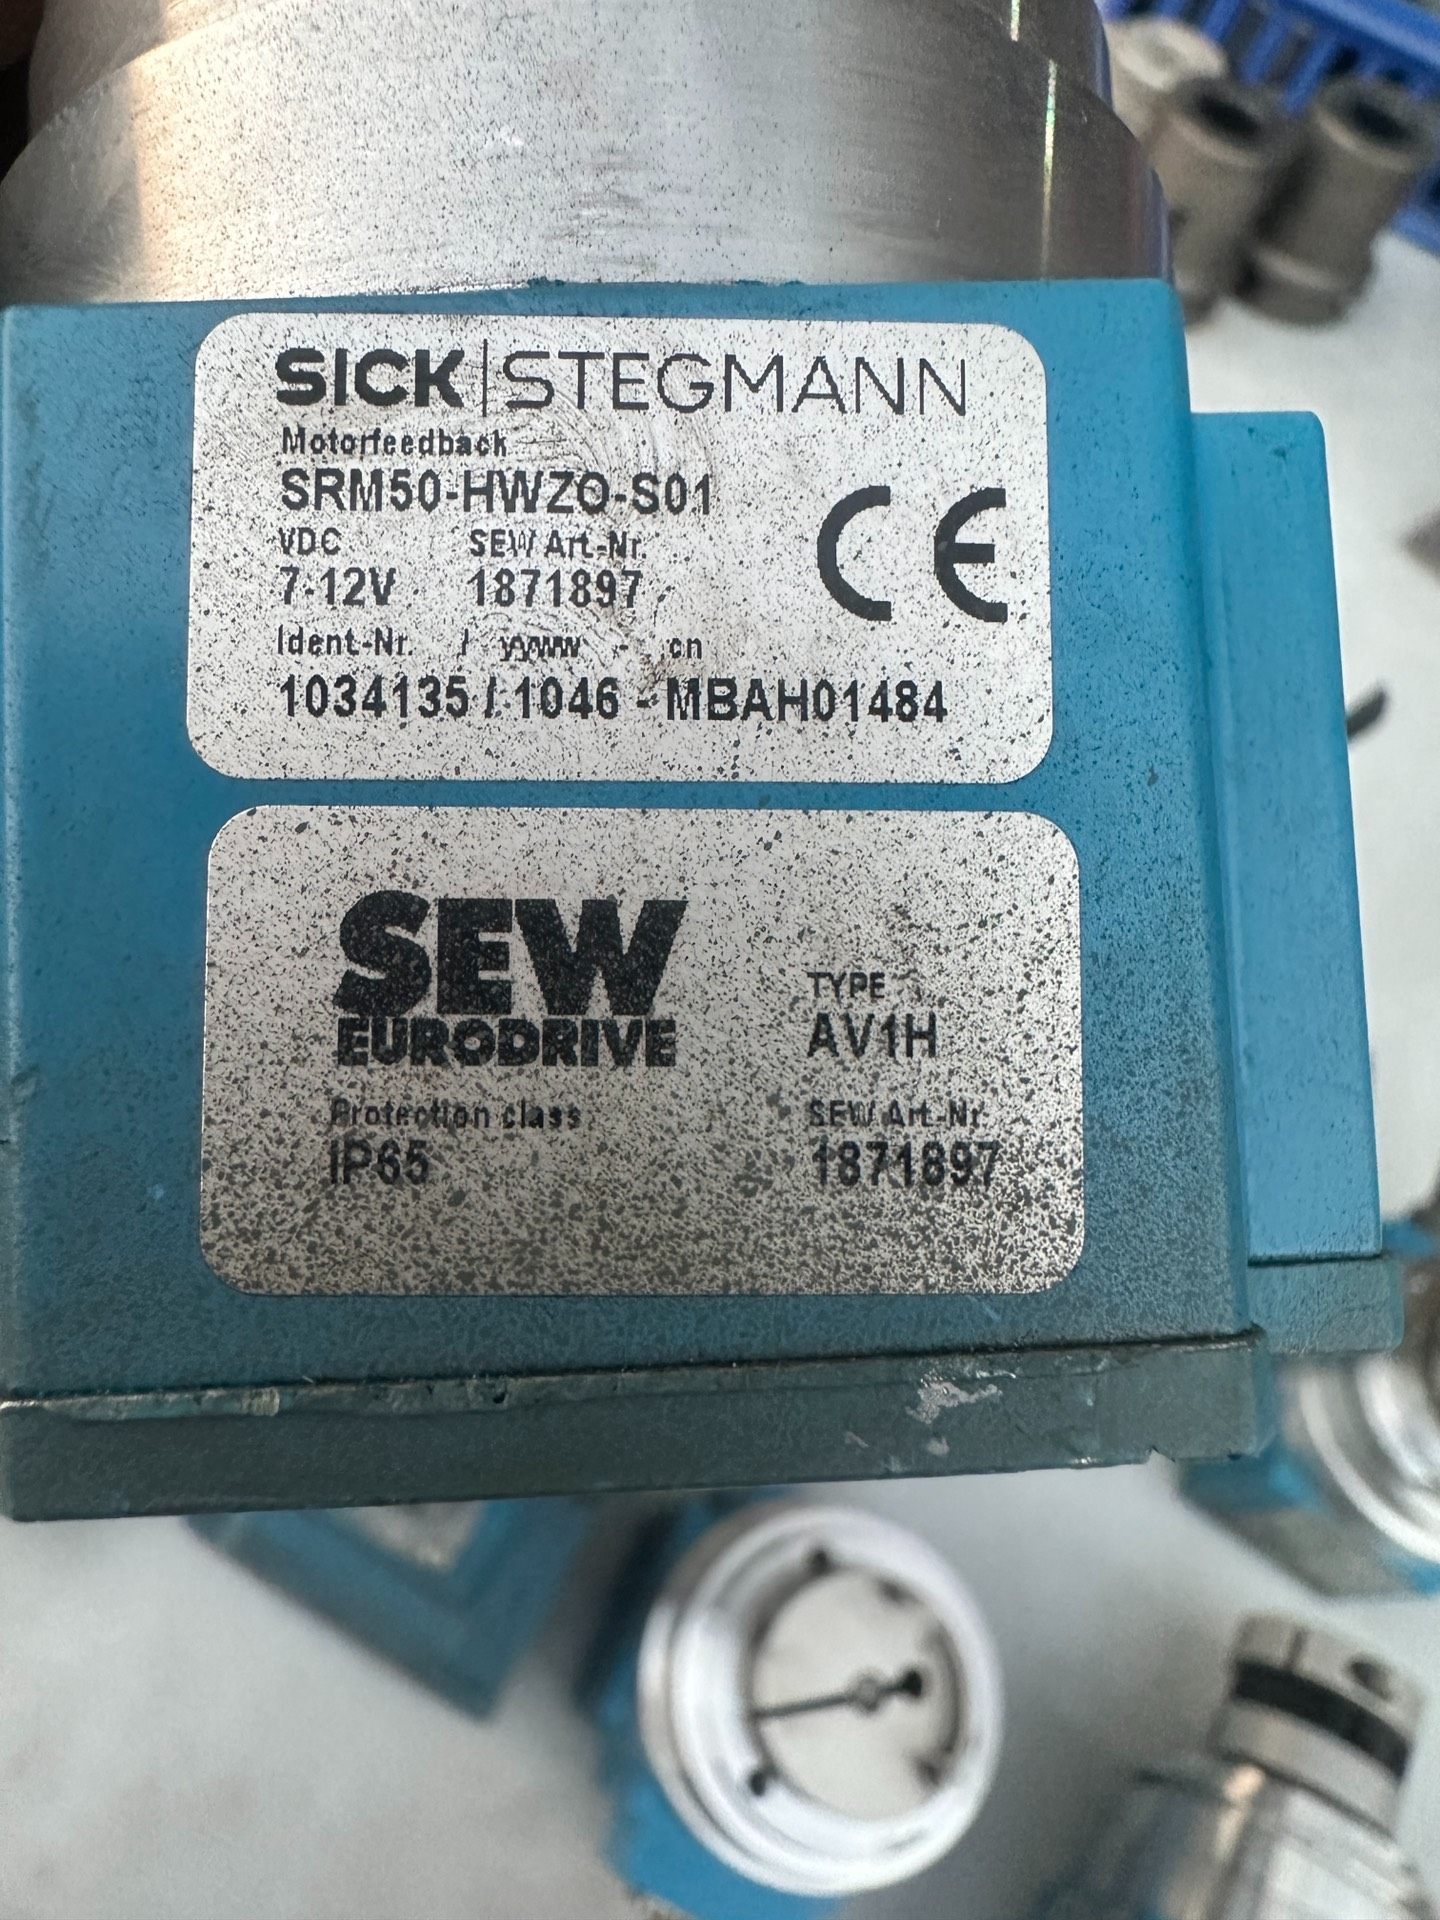 SICK STEGMANN
Motorfeedback
SRM50-HWZ0-S01
VDC SEW Art.-Nr.
7-12V 1871897
Ident-Nr. / yyww - cn
1034135 / 1046 - MBAH01484
CE
SEW
EURODRIVE
TYPE
AV1H
Protection class
IP65
SEW Art.-Nr.
1871897